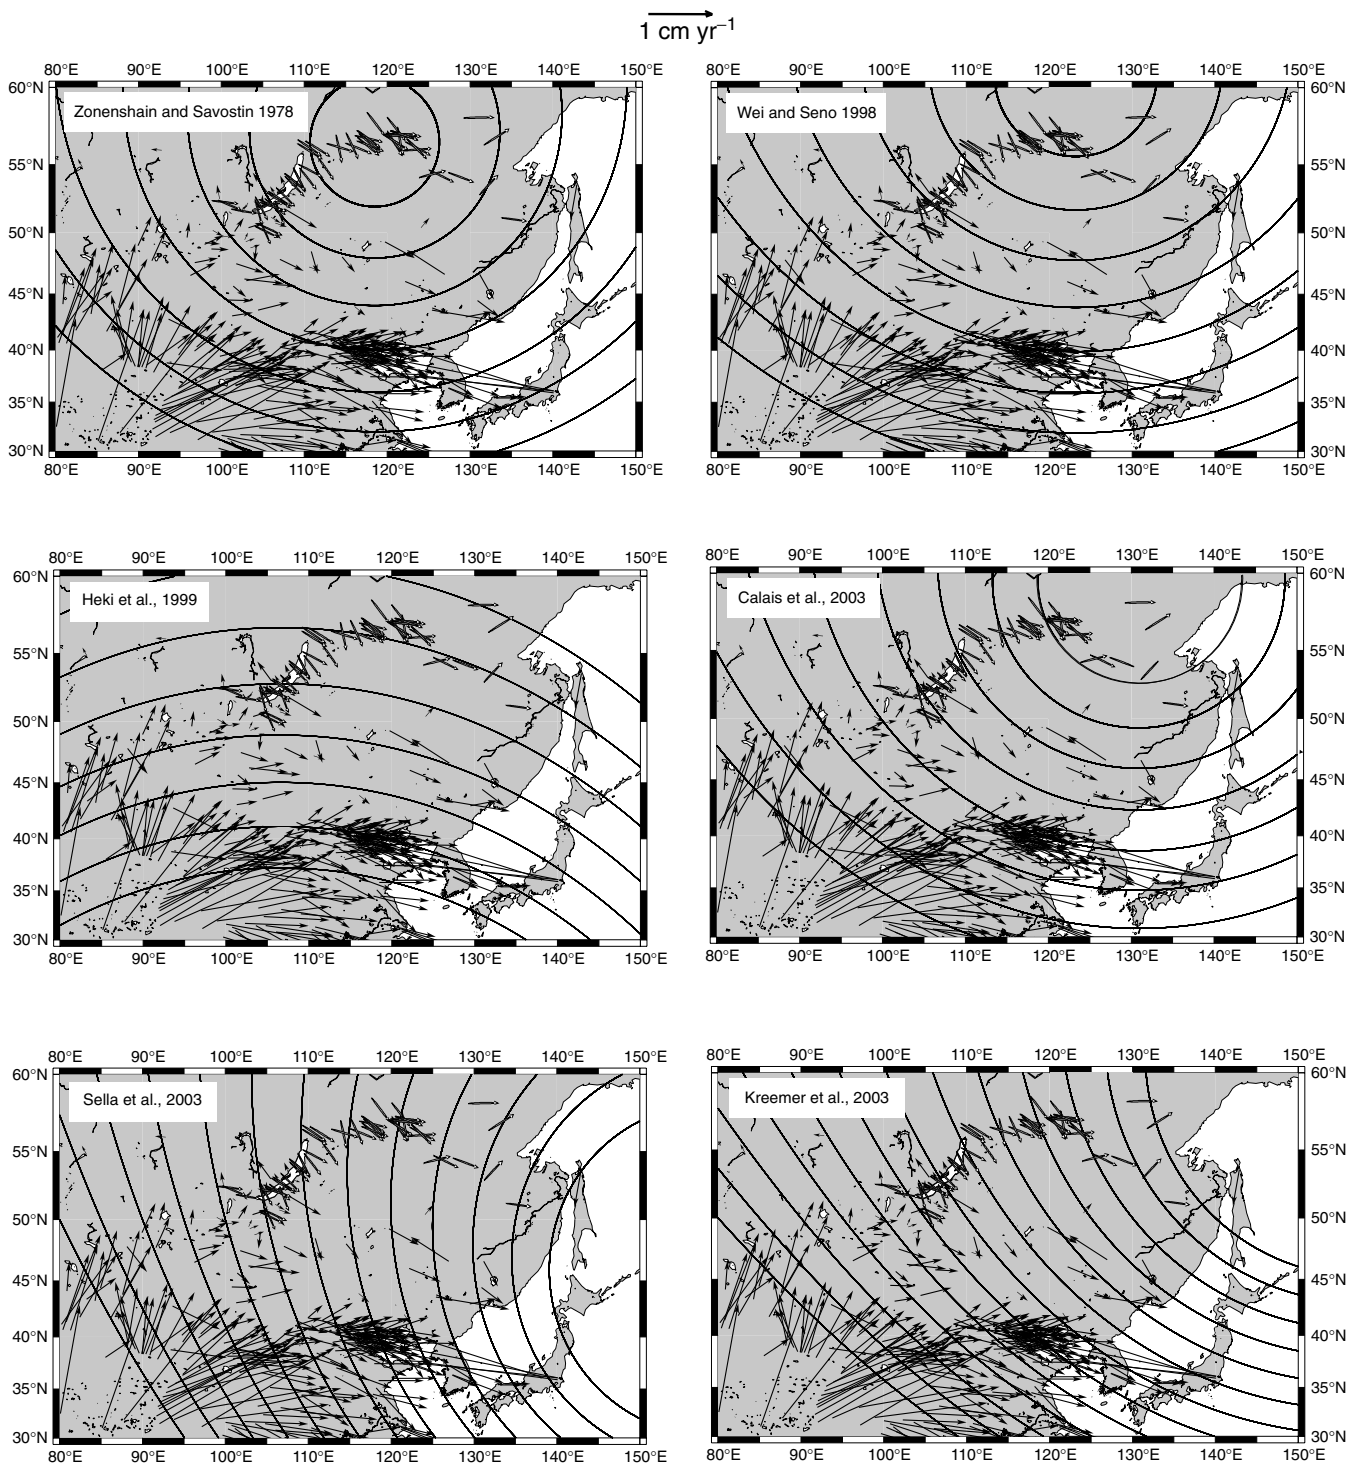 1 cm yr⁻¹
80°E 90°E 100°E 110°E 120°E 130°E 140°E 150°E
60°N
Zonenshain and Savostin 1978
55°N
50°N
45°N
40°N
35°N
30°N
80°E 90°E 100°E 110°E 120°E 130°E 140°E 150°E
80°E 90°E 100°E 110°E 120°E 130°E 140°E 150°E
60°N
Wei and Seno 1998
55°N
50°N
45°N
40°N
35°N
30°N
80°E 90°E 100°E 110°E 120°E 130°E 140°E 150°E
80°E 90°E 100°E 110°E 120°E 130°E 140°E 150°E
60°N
Heki et al., 1999
55°N
50°N
45°N
40°N
35°N
30°N
80°E 90°E 100°E 110°E 120°E 130°E 140°E 150°E
80°E 90°E 100°E 110°E 120°E 130°E 140°E 150°E
60°N
Calais et al., 2003
55°N
50°N
45°N
40°N
35°N
30°N
80°E 90°E 100°E 110°E 120°E 130°E 140°E 150°E
80°E 90°E 100°E 110°E 120°E 130°E 140°E 150°E
60°N
Sella et al., 2003
55°N
50°N
45°N
40°N
35°N
30°N
80°E 90°E 100°E 110°E 120°E 130°E 140°E 150°E
80°E 90°E 100°E 110°E 120°E 130°E 140°E 150°E
60°N
Kreemer et al., 2003
55°N
50°N
45°N
40°N
35°N
30°N
80°E 90°E 100°E 110°E 120°E 130°E 140°E 150°E